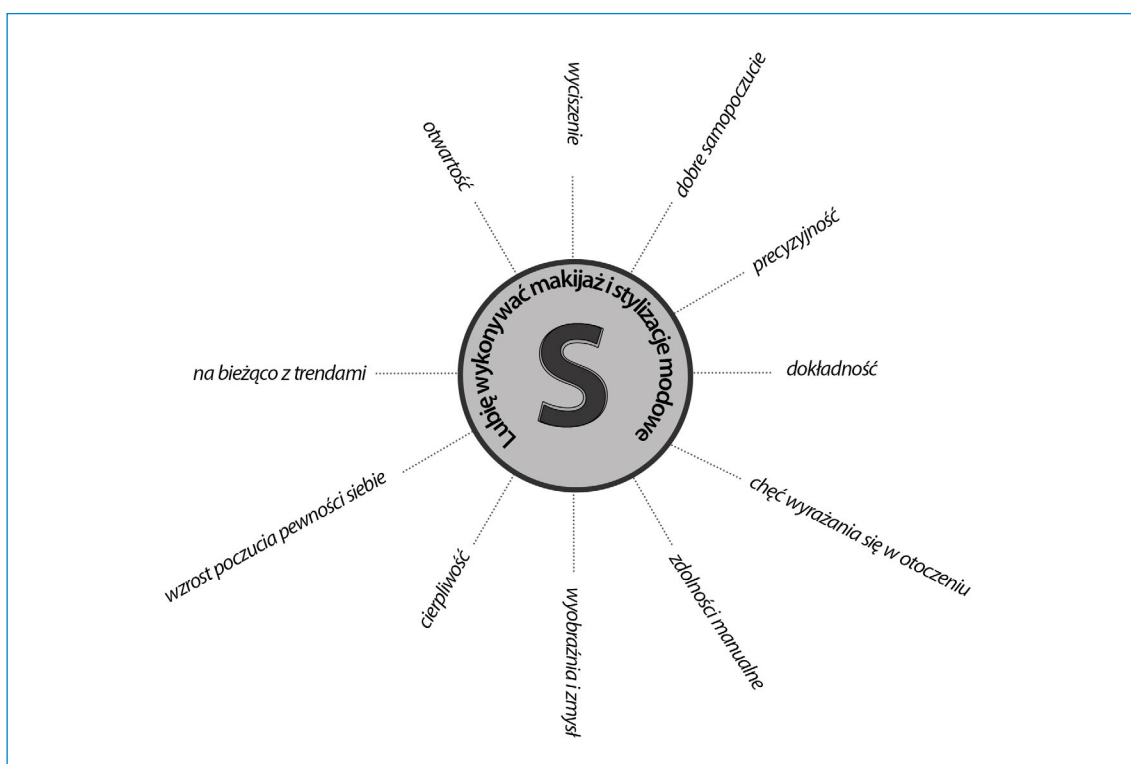 Lubię wykonywać makijaż i stylizacje modowe
S
wyciszenie
dobre samopoczucie
precyzyjność
dokładność
chęć wyrażania się w otoczeniu
zdolności manualne
wyobraźnia i zmysł
cierpliwość
wzrost poczucia pewności siebie
na bieżąco z trendami
otwartość